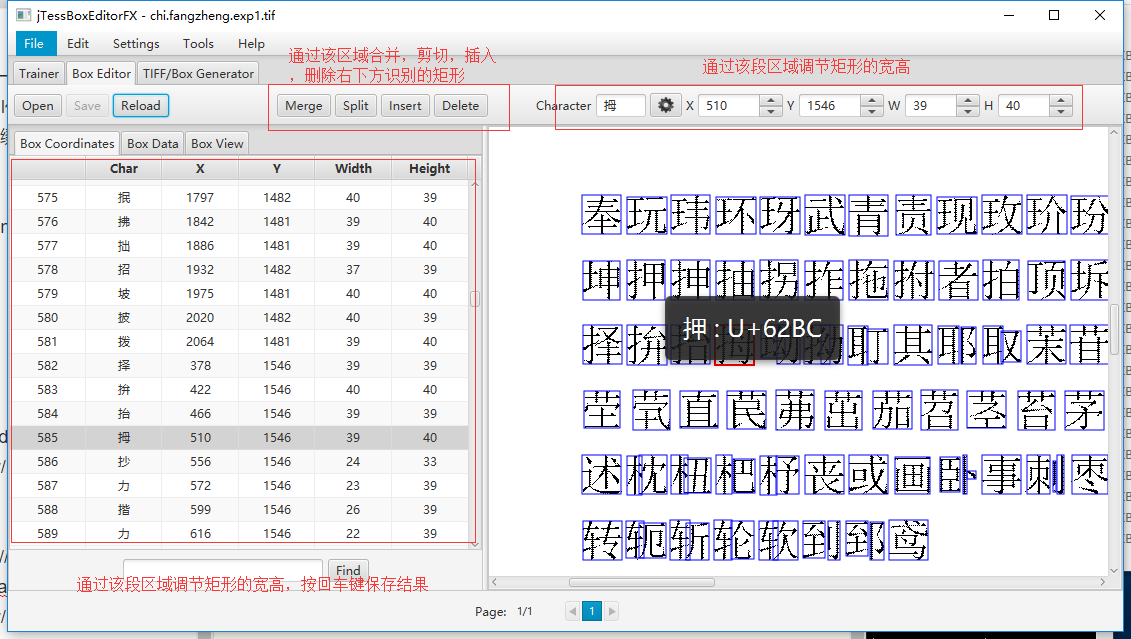 jTessBoxEditorFX - chi.fangzheng.exp1.tif
File Edit Settings Tools Help
通过该区域合并，剪切，插入
，删除右下方识别的矩形
通过该段区域调节矩形的宽高
Trainer Box Editor TIFF/Box Generator
Open Save Reload Merge Split Insert Delete Character 拇 X 510 Y 1546 W 39 H 40
Box Coordinates Box Data Box View
Char X Y Width Height
575 抿 1797 1482 40 39
576 拂 1842 1481 39 40
577 拙 1886 1481 39 40
578 招 1932 1482 37 39
579 坡 1975 1481 40 40
580 披 2020 1482 40 40
581 拨 2064 1481 39 40
582 择 378 1546 39 39
583 拚 422 1546 40 40
584 抬 466 1546 39 39
585 拇 510 1546 39 40
586 抄 556 1546 24 33
587 力 572 1546 23 39
588 揩 599 1546 26 39
589 力 616 1546 22 39
Find
通过该段区域调节矩形的宽高，按回车键保存结果
奉玩玮环玡武青责现玫玠玢
坤押抻抽拐拃拖拊者拍顶坼
押 : U+62BC
择拚抬拇坳拗耵其耶取茉苷
茔茕直苠茀茁茄苕茎苔茅
述枕杻杷杼丧或画卧事刺枣
转轭斩轮软到郅鸢
Page: 1/1 1